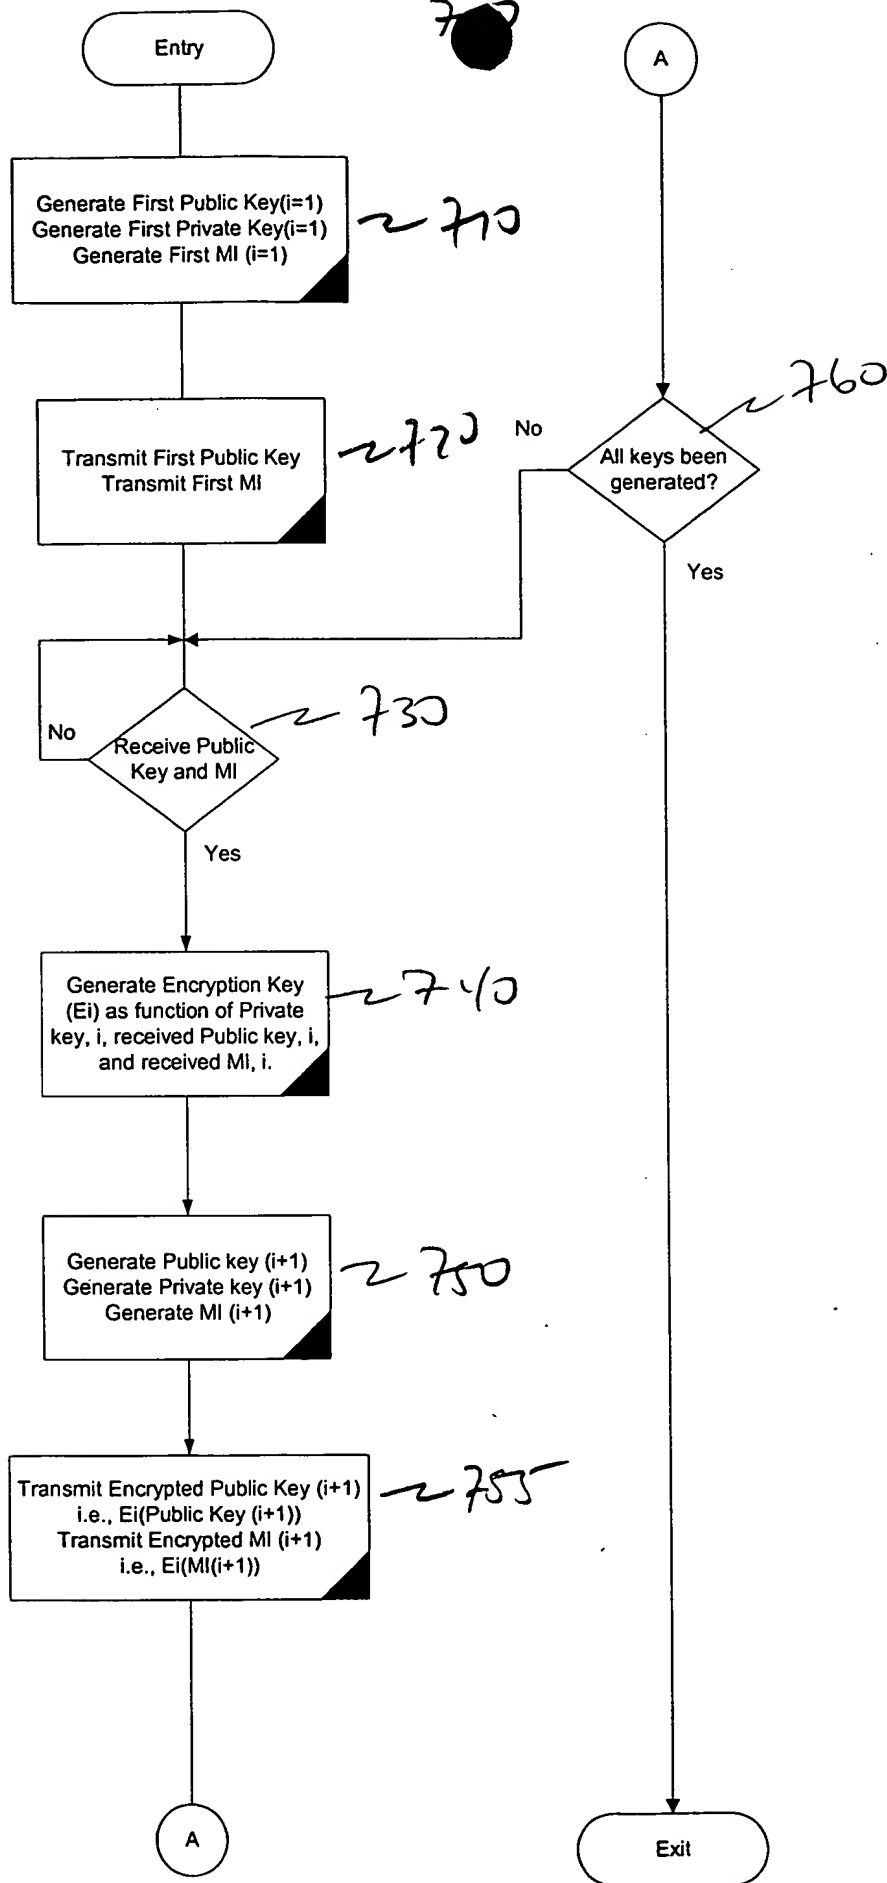 Entry
Generate First Public Key(i=1)
Generate First Private Key(i=1)
Generate First MI (i=1)
710
Transmit First Public Key
Transmit First MI
720
No
Receive Public
Key and MI
730
Yes
Generate Encryption Key
(Ei) as function of Private
key, i, received Public key, i,
and received MI, i.
740
Generate Public key (i+1)
Generate Private key (i+1)
Generate MI (i+1)
750
Transmit Encrypted Public Key (i+1)
i.e., Ei(Public Key (i+1))
Transmit Encrypted MI (i+1)
i.e., Ei(MI(i+1))
755
A
A
760
No
All keys been
generated?
Yes
Exit